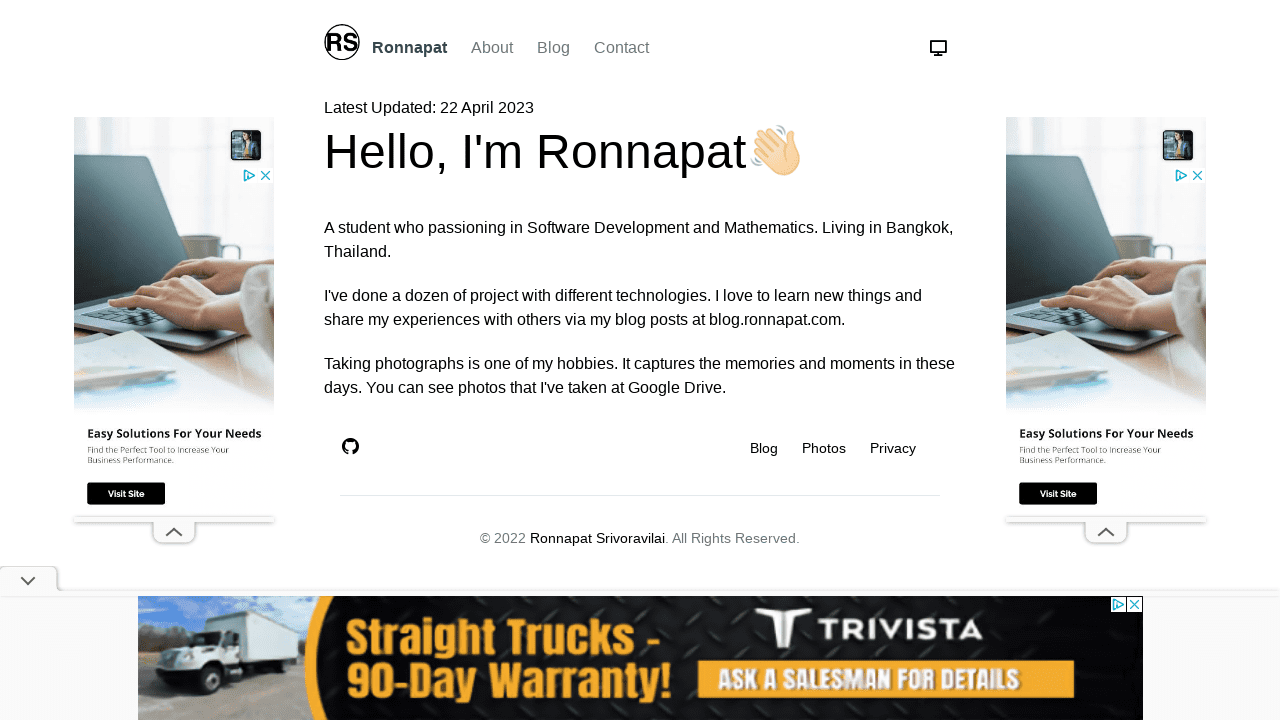 RS Ronnapat About Blog Contact
Latest Updated: 22 April 2023
Hello, I'm Ronnapat
A student who passioning in Software Development and Mathematics. Living in Bangkok,
Thailand.
I've done a dozen of project with different technologies. I love to learn new things and
share my experiences with others via my blog posts at blog.ronnapat.com.
Taking photographs is one of my hobbies. It captures the memories and moments in these
days. You can see photos that I've taken at Google Drive.
Blog Photos Privacy
© 2022 Ronnapat Srivoravilai. All Rights Reserved.
Easy Solutions For Your Needs
Find the Perfect Tool to Increase Your
Business Performance.
Visit Site
Easy Solutions For Your Needs
Find the Perfect Tool to Increase Your
Business Performance.
Visit Site
Straight Trucks -
90-Day Warranty!
TRIVISTA
ASK A SALESMAN FOR DETAILS